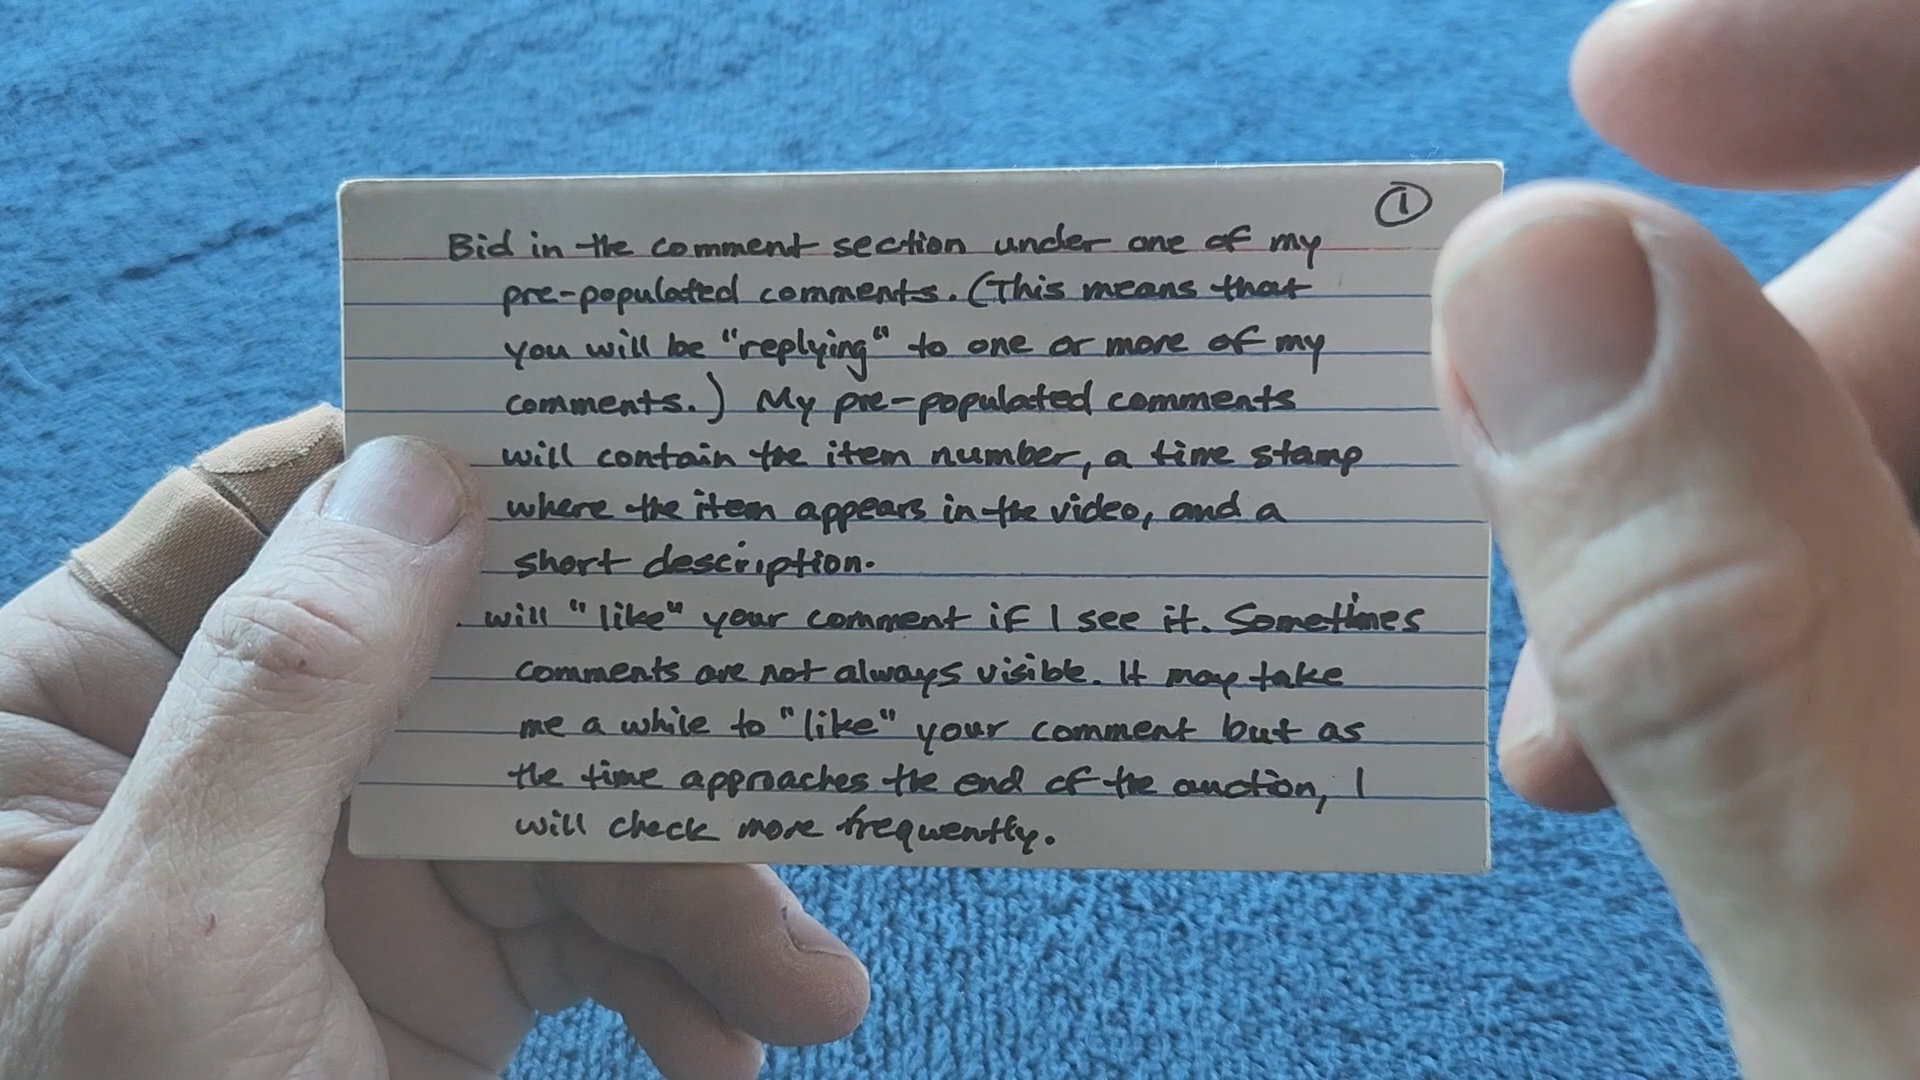 ①
Bid in the comment section under one of my
pre-populated comments. (This means that
you will be "replying" to one or more of my
comments.) My pre-populated comments
will contain the item number, a time stamp
where the item appears in the video, and a
short description.
will "like" your comment if I see it. Sometimes
comments are not always visible. It may take
me a while to "like" your comment but as
the time approaches the end of the auction, I
will check more frequently.